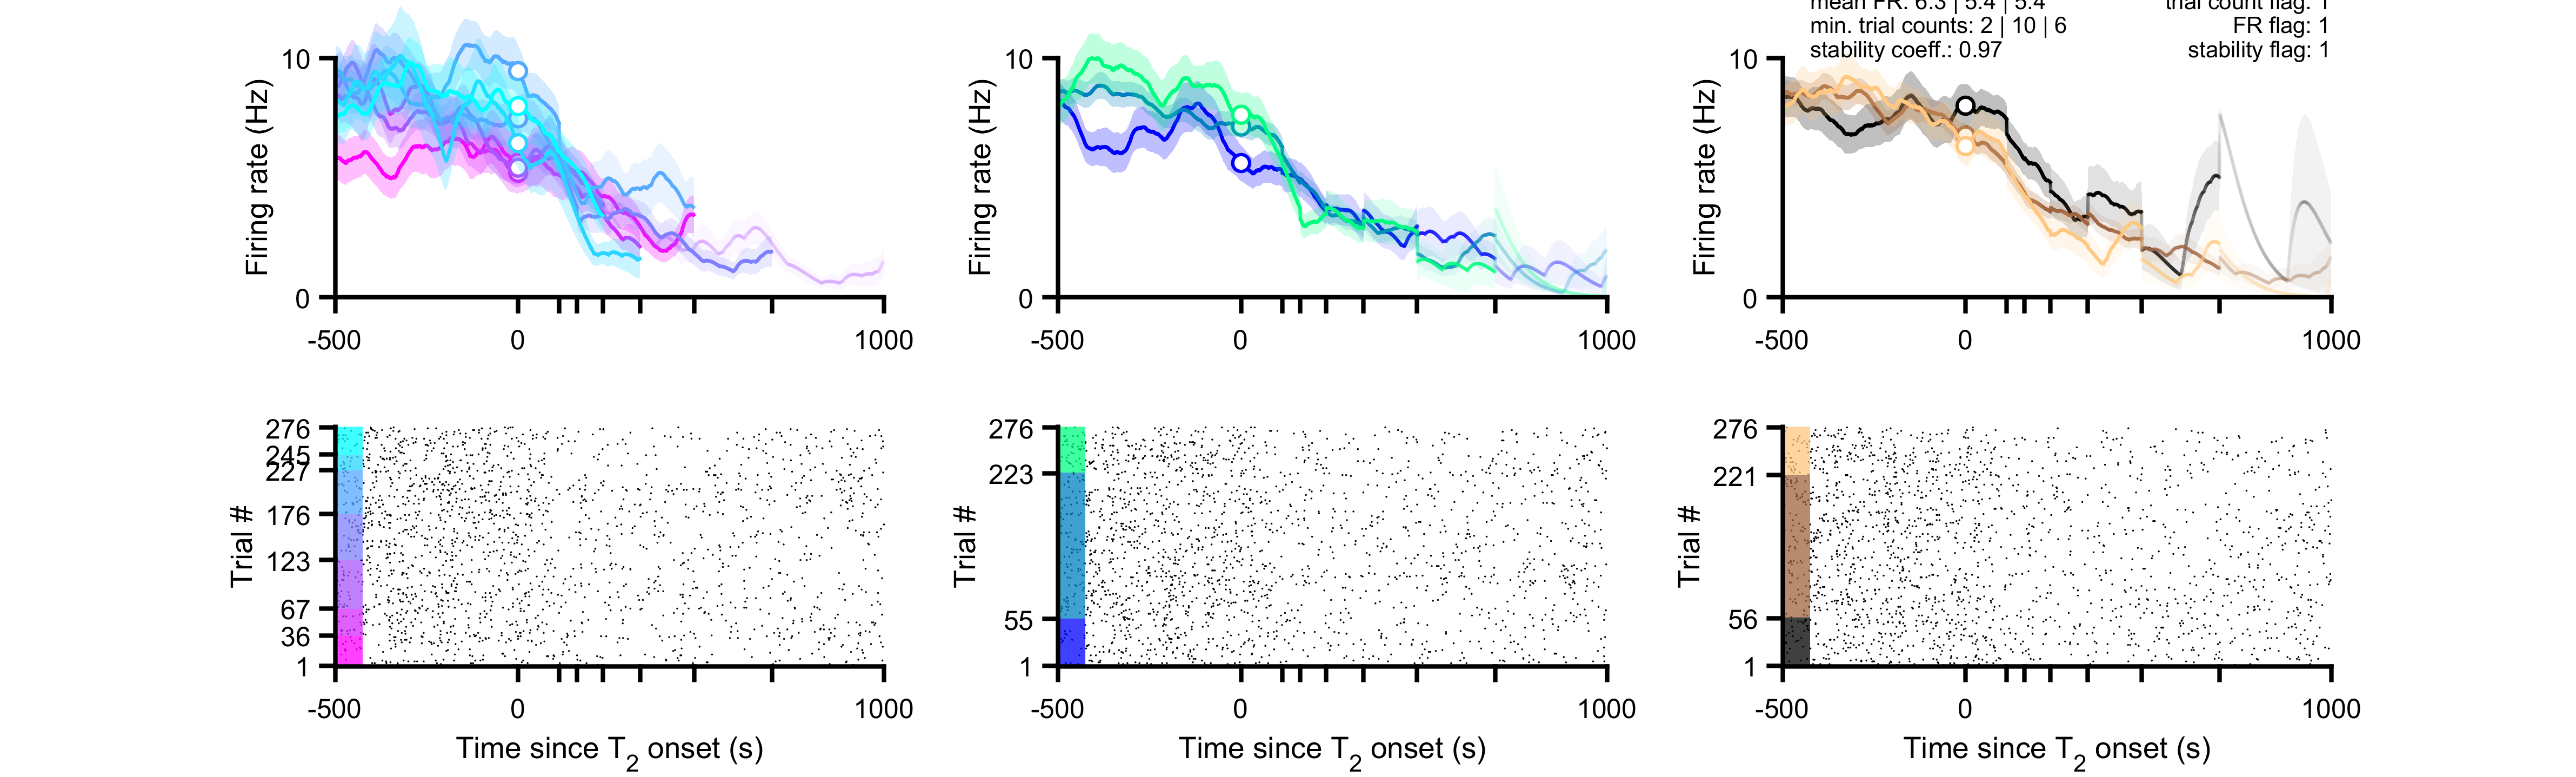 mean FR: 6.3 | 5.4 | 5.4
trial count flag: 1
min. trial counts: 2 | 10 | 6
FR flag: 1
stability coeff.: 0.97
stability flag: 1
10
Firing rate (Hz)
0
-500
0
1000
10
Firing rate (Hz)
0
-500
0
1000
10
Firing rate (Hz)
0
-500
0
1000
276
245
227
176
123
67
36
1
Trial #
-500
0
1000
Time since T2 onset (s)
276
223
55
1
Trial #
-500
0
1000
Time since T2 onset (s)
276
221
56
1
Trial #
-500
0
1000
Time since T2 onset (s)